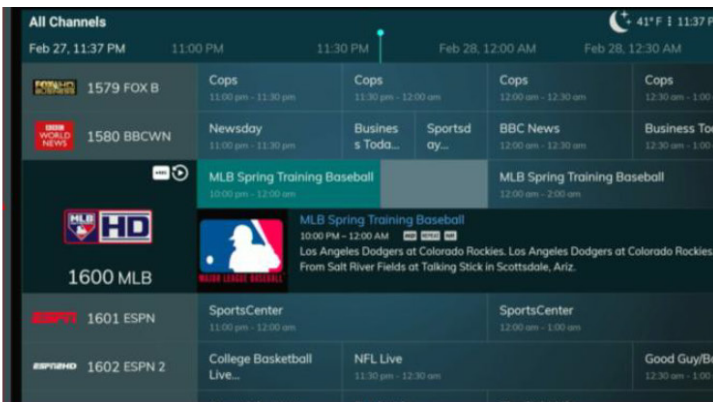 All Channels
41° F 11:37 P
Feb 27, 11:37 PM 11:00 PM 11:30 PM Feb 28, 12:00 AM Feb 28, 12:30 AM
1579 FOX B
Cops Cops Cops Cops
11:00 pm - 11:30 pm 11:30 pm - 12:00 am 12:00 am - 12:30 am 12:30 am - 1:00
BBC
WORLD
NEWS
1580 BBCWN
Newsday Busines Sportsd BBC News Business To
s Toda... ay...
11:00 pm - 11:30 pm 12:00 am - 12:30 am 12:30 am - 1:00
MLB Spring Training Baseball MLB Spring Training Baseball
10:00 pm - 12:00 am 12:00 am - 2:00 am
MLB HD
1600 MLB
MAJOR LEAGUE BASEBALL
MLB Spring Training Baseball
10:00 PM – 12:00 AM
Los Angeles Dodgers at Colorado Rockies. Los Angeles Dodgers at Colorado Rockies
From Salt River Fields at Talking Stick in Scottsdale, Ariz.
ESPN 1601 ESPN
SportsCenter SportsCenter
11:00 pm - 12:00 am 12:00 am - 1:00 am
ESPN2HD 1602 ESPN 2
College Basketball NFL Live Good Guy/B
Live... 11:30 pm - 12:30 am 12:30 am - 1:00